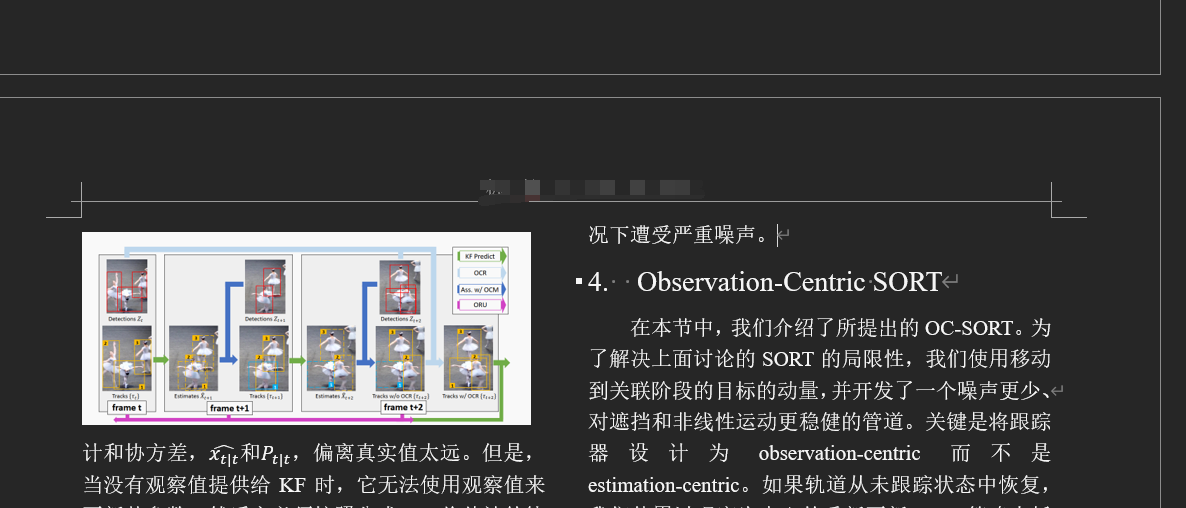 KF Predict
OCR
Ass. w/ OCM
ORU
Detections Z_t
Detections Z_{t+1}
Detections Z_{t+2}
Tracks {τ_t}
Estimates X̂_{t+1}
Tracks {τ_{t+1}}
Estimates X̂_{t+2}
Tracks w/o OCR {τ_{t+2}}
Tracks w/ OCR {τ_{t+2}}
frame t
frame t+1
frame t+2
计和协方差，x̂_{t|t}和P_{t|t}，偏离真实值太远。但是，
当没有观察值提供给 KF 时，它无法使用观察值来
况下遭受严重噪声。
4. Observation-Centric SORT
在本节中，我们介绍了所提出的 OC-SORT。为
了解决上面讨论的 SORT 的局限性，我们使用移动
到关联阶段的目标的动量，并开发了一个噪声更少、
对遮挡和非线性运动更稳健的管道。关键是将跟踪
器设计为 observation-centric 而不是
estimation-centric。如果轨道从未跟踪状态中恢复，